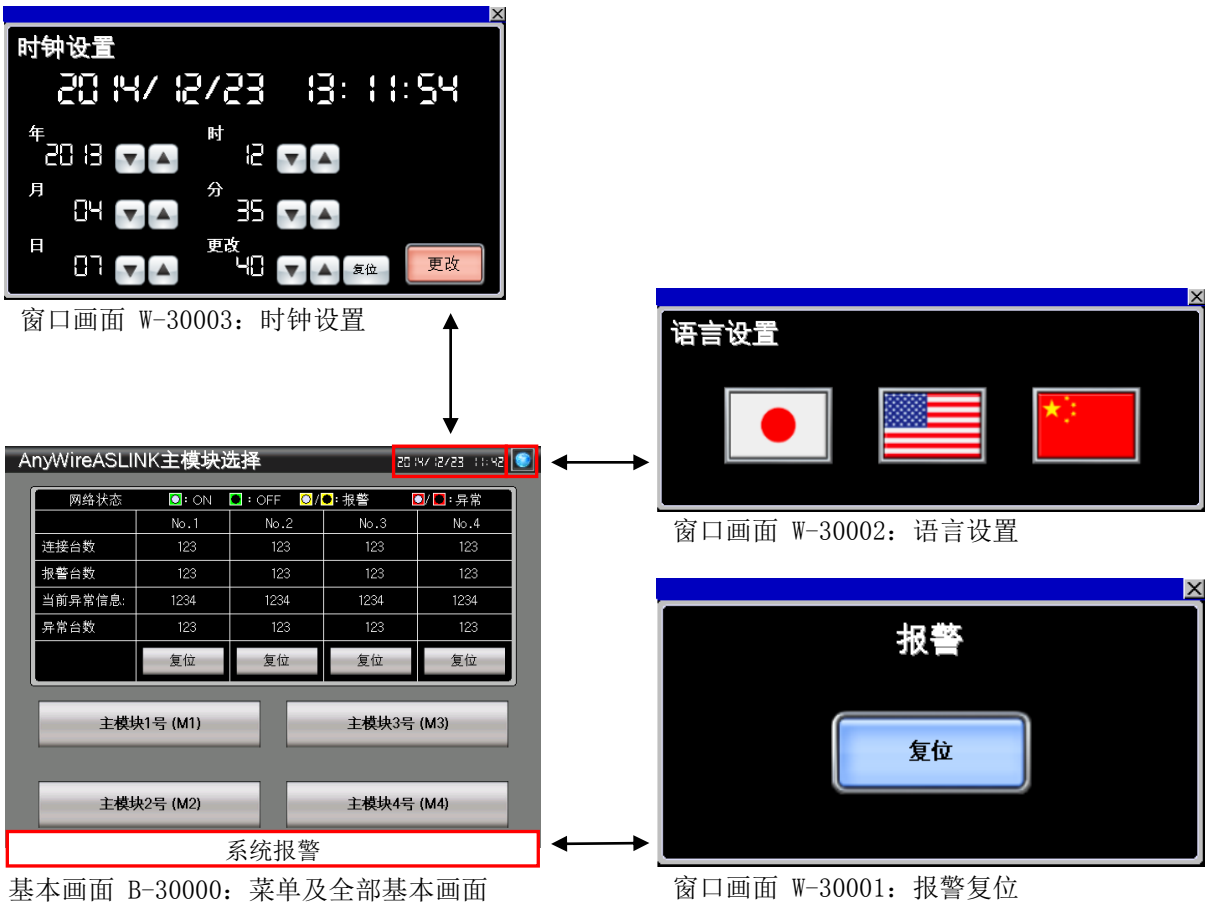 时钟设置
2014/12/23 13:11:54
年 时
2013 12
月 分
04 35
日 更改
07 40 复位 更改
窗口画面 W-30003: 时钟设置
语言设置
窗口画面 W-30002: 语言设置
AnyWireASLINK主模块选择 2014/12/23 11:42
网络状态 : ON : OFF / : 报警 / : 异常
No.1 No.2 No.3 No.4
连接台数 123 123 123 123
报警台数 123 123 123 123
当前异常信息: 1234 1234 1234 1234
异常台数 123 123 123 123
复位 复位 复位 复位
主模块1号 (M1) 主模块3号 (M3)
主模块2号 (M2) 主模块4号 (M4)
系统报警
基本画面 B-30000: 菜单及全部基本画面
报警
复位
窗口画面 W-30001: 报警复位